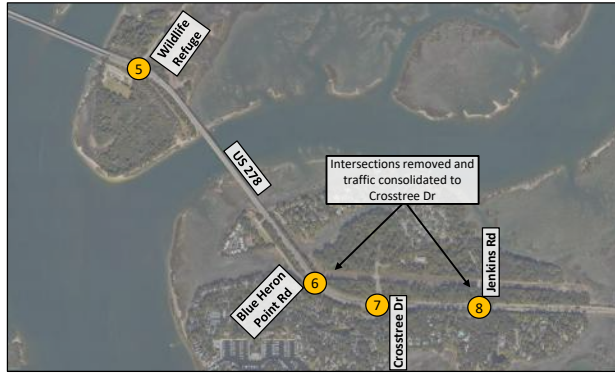 Wildlife
Refuge
5
US 278
Intersections removed and
traffic consolidated to
Crosstree Dr
Jenkins Rd
Blue Heron
Point Rd
6
7
8
Crosstree Dr